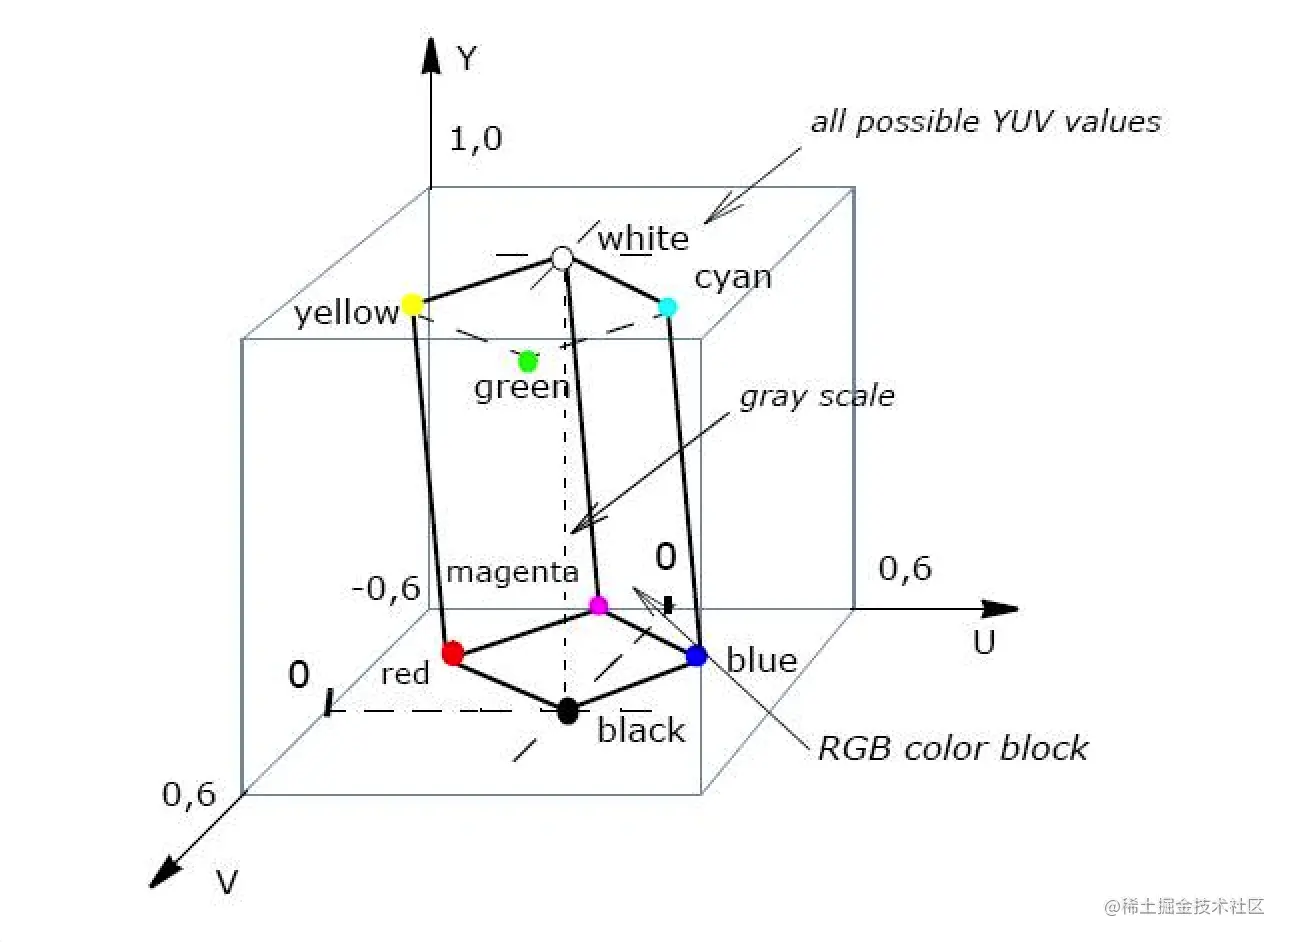 Y
1,0
all possible YUV values
white
cyan
yellow
green
gray scale
0
magenta
-0,6
0,6
U
0
red
blue
black
RGB color block
0,6
V
@稀土掘金技术社区